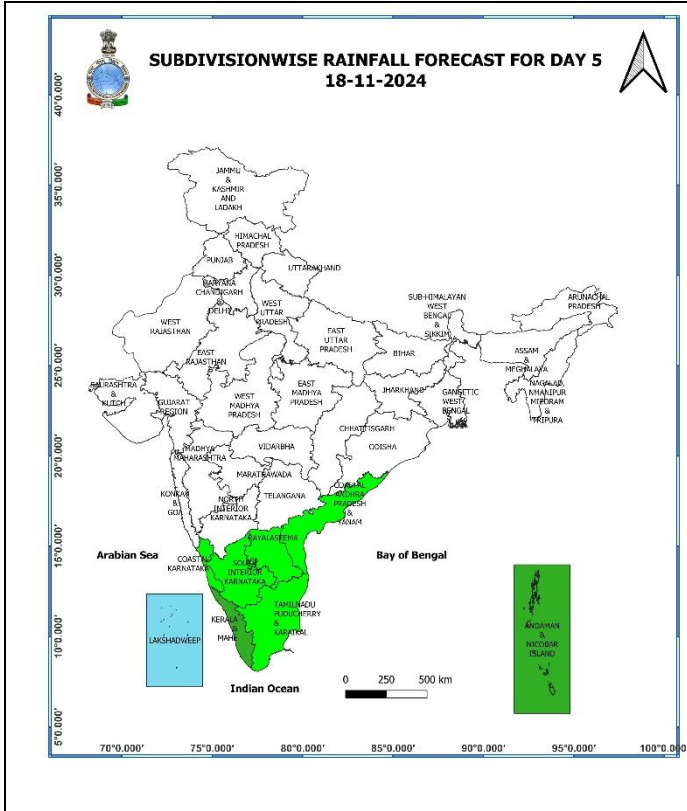 SUBDIVISIONWISE RAINFALL FORECAST FOR DAY 5
18-11-2024
40°0.000'
35°0.000'
30°0.000'
25°0.000'
20°0.000'
15°0.000'
10°0.000'
5°0.000'
JAMMU
&
KASHMIR
AND
LADAKH
HIMACHAL
PRADESH
PUNJAB
UTTARAKHAND
HARYANA
CHANDIGARH
&
DELHI
WEST
UTTAR
PRADESH
SUB-HIMALAYAN
WEST
BENGAL
&
SIKKIM
ARUNACHAL
PRADESH
WEST
RAJASTHAN
EAST
RAJASTHAN
EAST
UTTAR
PRADESH
BIHAR
ASSAM
&
MEGHALAYA
SAURASHTRA
&
KUTCH
GUJARAT
REGION
WEST
MADHYA
PRADESH
EAST
MADHYA
PRADESH
JHARKHAND
GANGETIC
WEST
BENGAL
NAGALAD,
NMANIPUR
MIZORAM
&
TRIPURA
CHHATTISGARH
ODISHA
MADHYA
MAHARASHTRA
VIDARBHA
MARATHAWADA
KONKAN
&
GOA
NORTH
INTERIOR
KARNATAKA
TELANGANA
COASTAL
ANDHRA
PRADESH
&
YANAM
RAYALASEEMA
Arabian Sea
Bay of Bengal
COASTAL
KARNATAKA
SOUTH
INTERIOR
KARNATAKA
LAKSHADWEEP
KERALA
&
MAHE
TAMILNADU
PUDUCHERRY
&
KARAIKAL
ANDAMAN
&
NICOBAR
ISLAND
Indian Ocean
0 250 500 km
70°0.000' 75°0.000' 80°0.000' 85°0.000' 90°0.000' 95°0.000' 100°0.000'